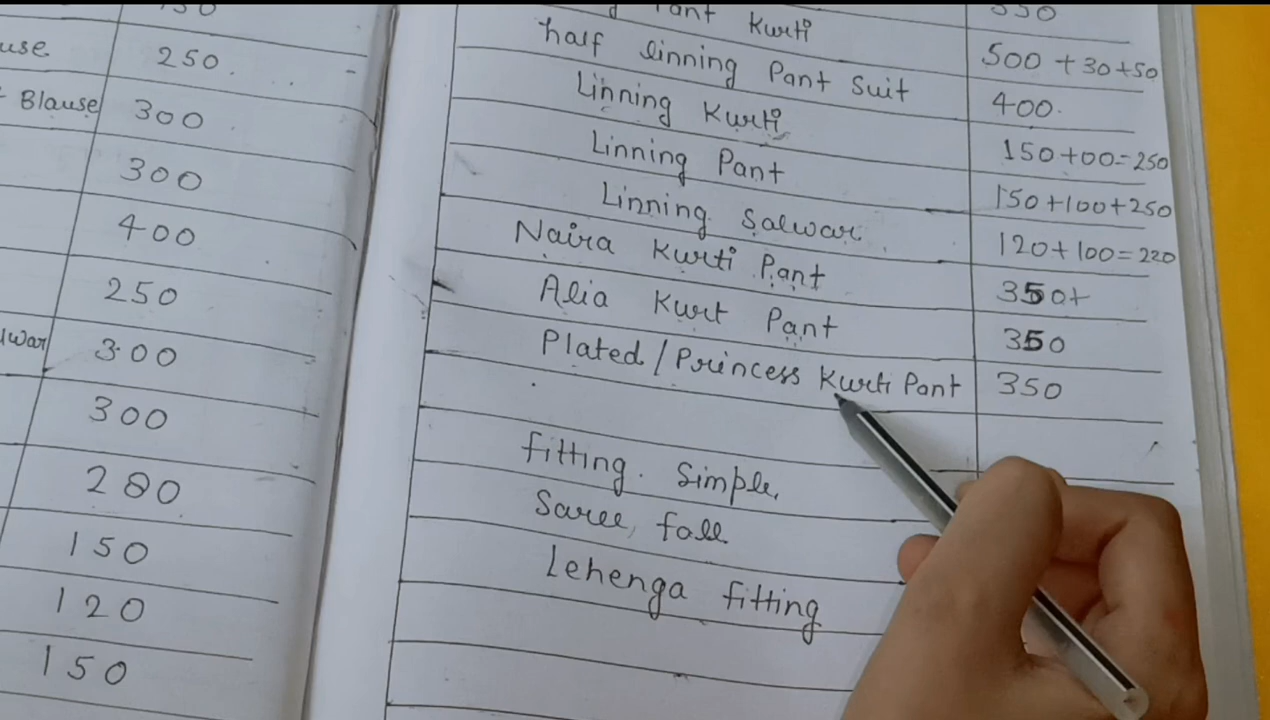 use 250.
Blause 300
300
400
250
lwar 300
300
280
150
120
150
Pant Kurti 500 +30+50
half linning Pant Suit 400.
Linning Kurti 150+00=250
Linning Pant 150+100+250
Linning Salwar 120+100=220
Naira Kurti Pant 350+
Alia Kurt Pant 350
Plated / Princess Kurti Pant 350
fitting. Simple,
Saree, fall
Lehenga fitting